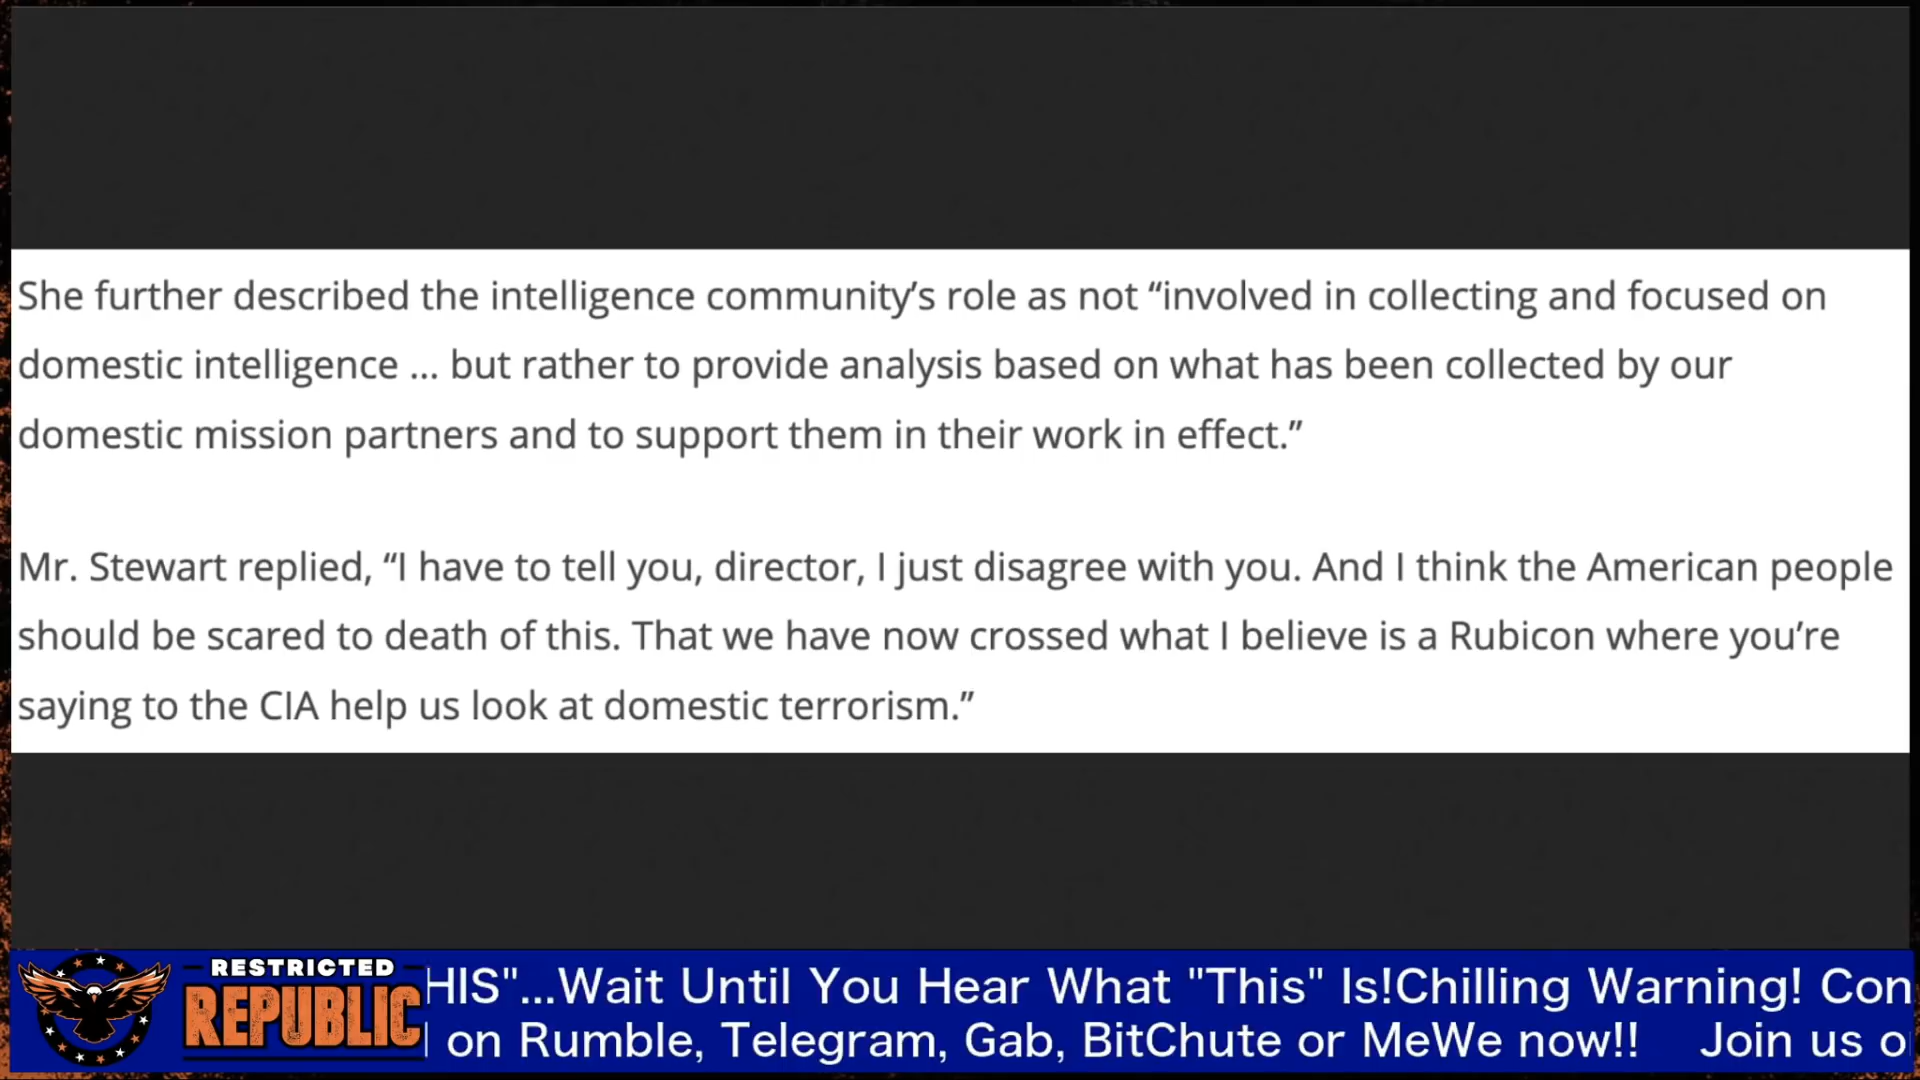 She further described the intelligence community’s role as not “involved in collecting and focused on
domestic intelligence ... but rather to provide analysis based on what has been collected by our
domestic mission partners and to support them in their work in effect.”
Mr. Stewart replied, “I have to tell you, director, I just disagree with you. And I think the American people
should be scared to death of this. That we have now crossed what I believe is a Rubicon where you’re
saying to the CIA help us look at domestic terrorism.”
RESTRICTED
REPUBLIC
HIS"...Wait Until You Hear What "This" Is!Chilling Warning! Con
on Rumble, Telegram, Gab, BitChute or MeWe now!! Join us o